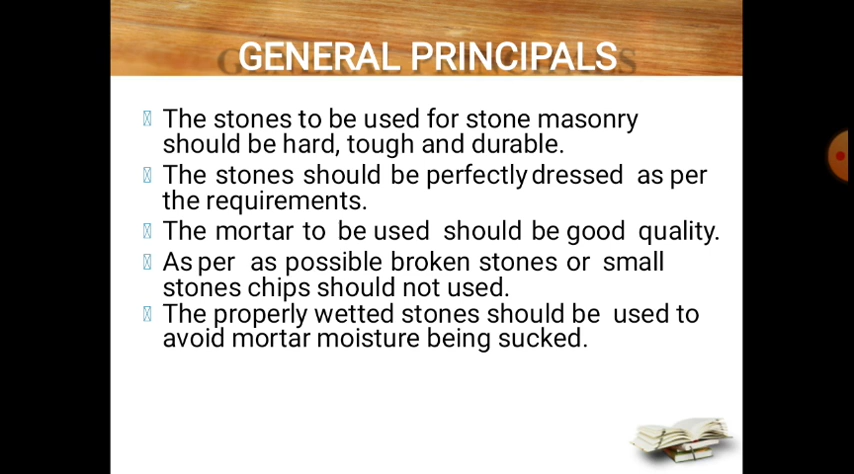 GENERAL PRINCIPALS
The stones to be used for stone masonry
should be hard, tough and durable.
The stones should be perfectly dressed as per
the requirements.
The mortar to be used should be good quality.
As per as possible broken stones or small
stones chips should not used.
The properly wetted stones should be used to
avoid mortar moisture being sucked.